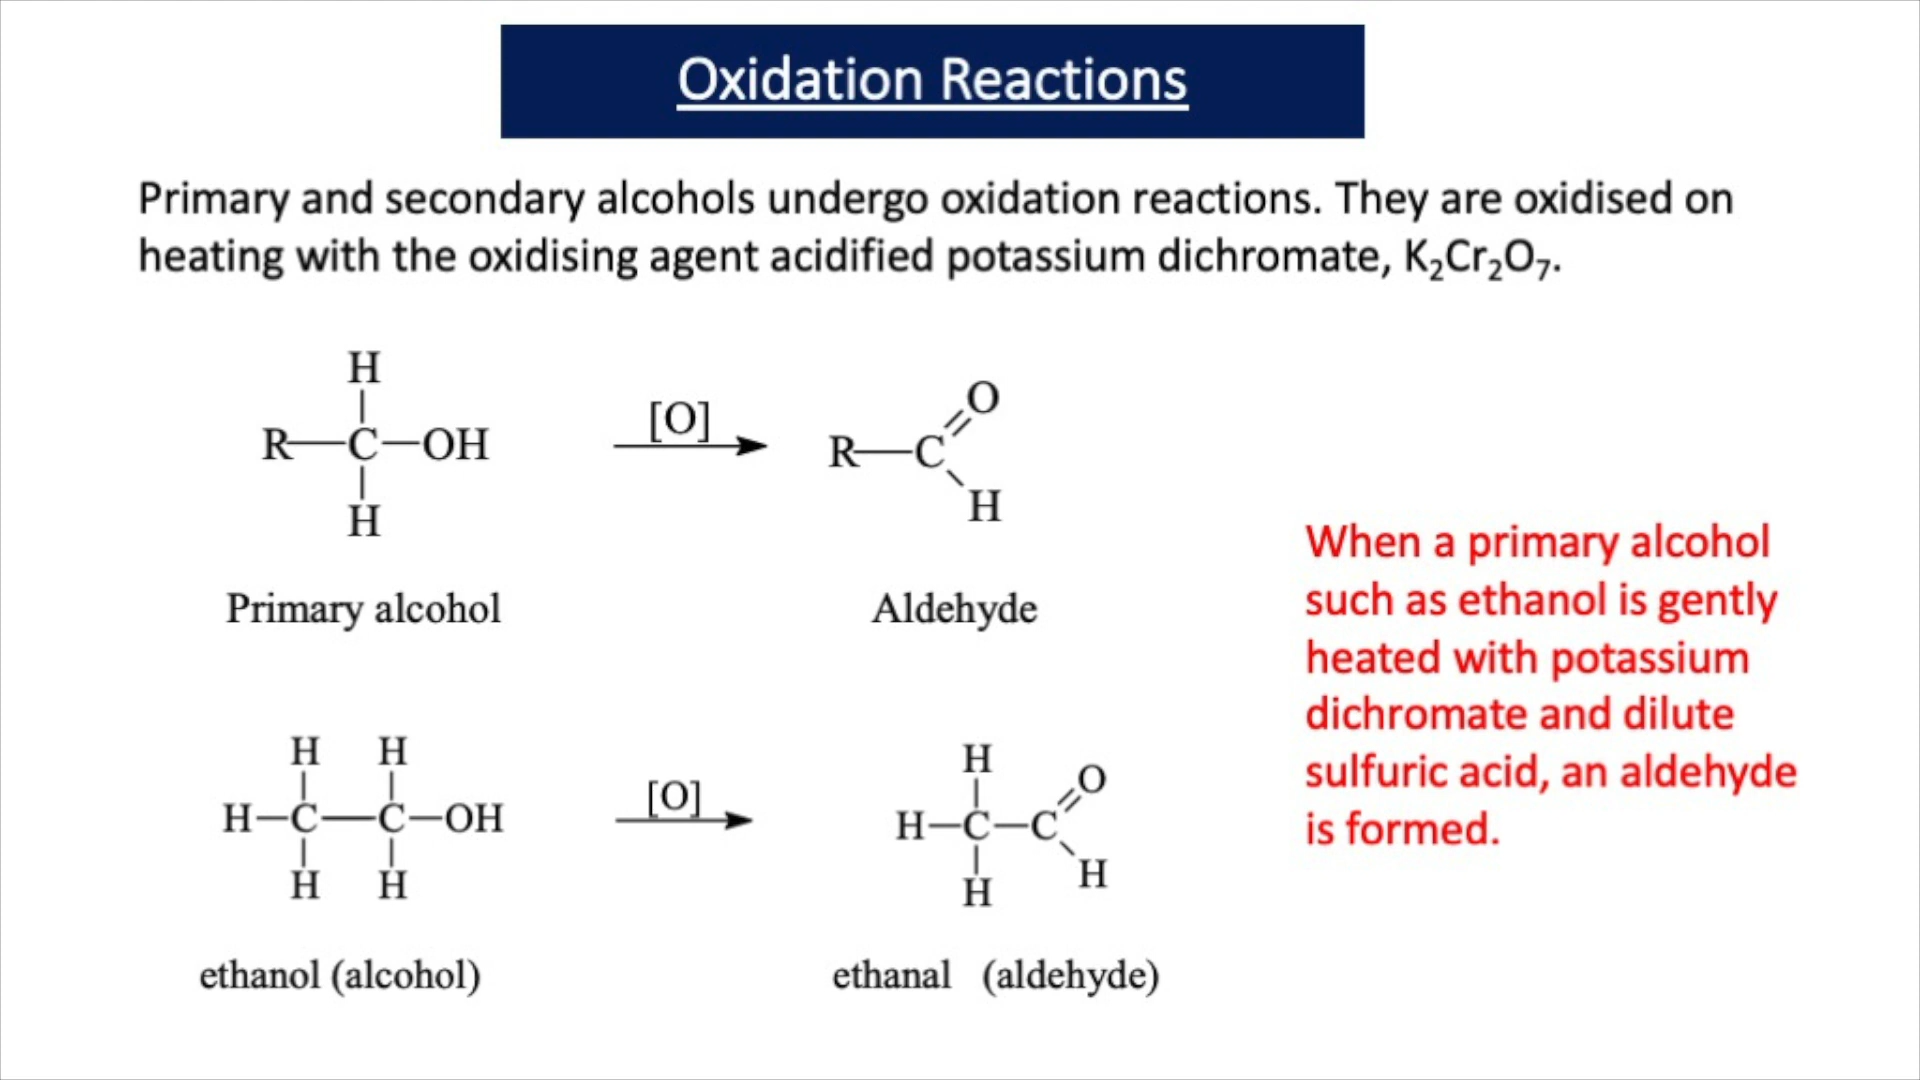 Oxidation Reactions
Primary and secondary alcohols undergo oxidation reactions. They are oxidised on
heating with the oxidising agent acidified potassium dichromate, K₂Cr₂O₇.
H
R—C—OH
H
[O]
O
R—C
H
Primary alcohol
Aldehyde
When a primary alcohol
such as ethanol is gently
heated with potassium
dichromate and dilute
sulfuric acid, an aldehyde
is formed.
H H
H—C—C—OH
H H
[O]
H
O
H—C—C
H
H
ethanol (alcohol)
ethanal (aldehyde)